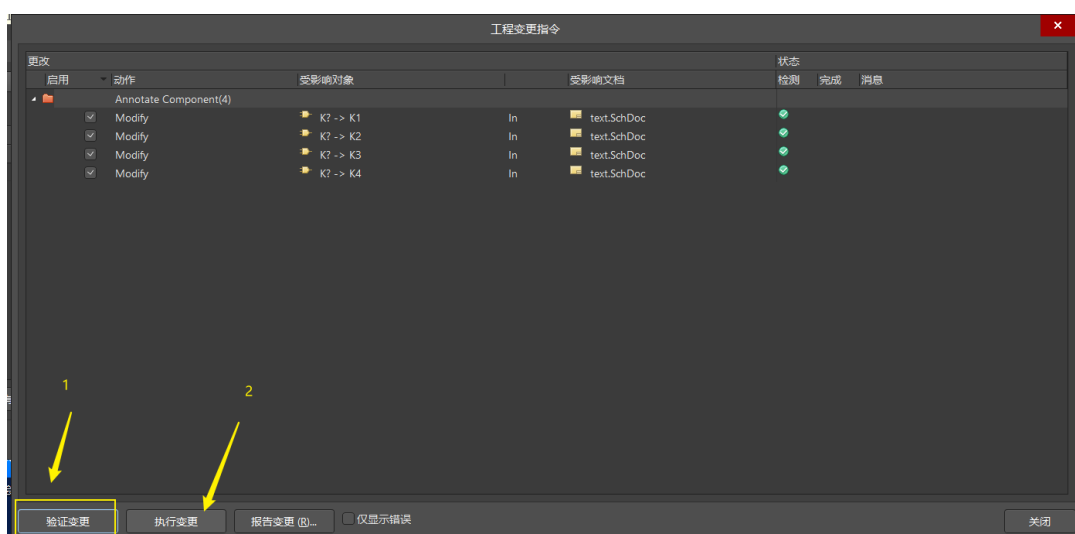 工程变更指令
更改 状态
启用 动作 受影响对象 受影响文档 检测 完成 消息
Annotate Component(4)
Modify K? -> K1 In text.SchDoc
Modify K? -> K2 In text.SchDoc
Modify K? -> K3 In text.SchDoc
Modify K? -> K4 In text.SchDoc
1
2
验证变更 执行变更 报告变更 (R)... 仅显示错误 关闭